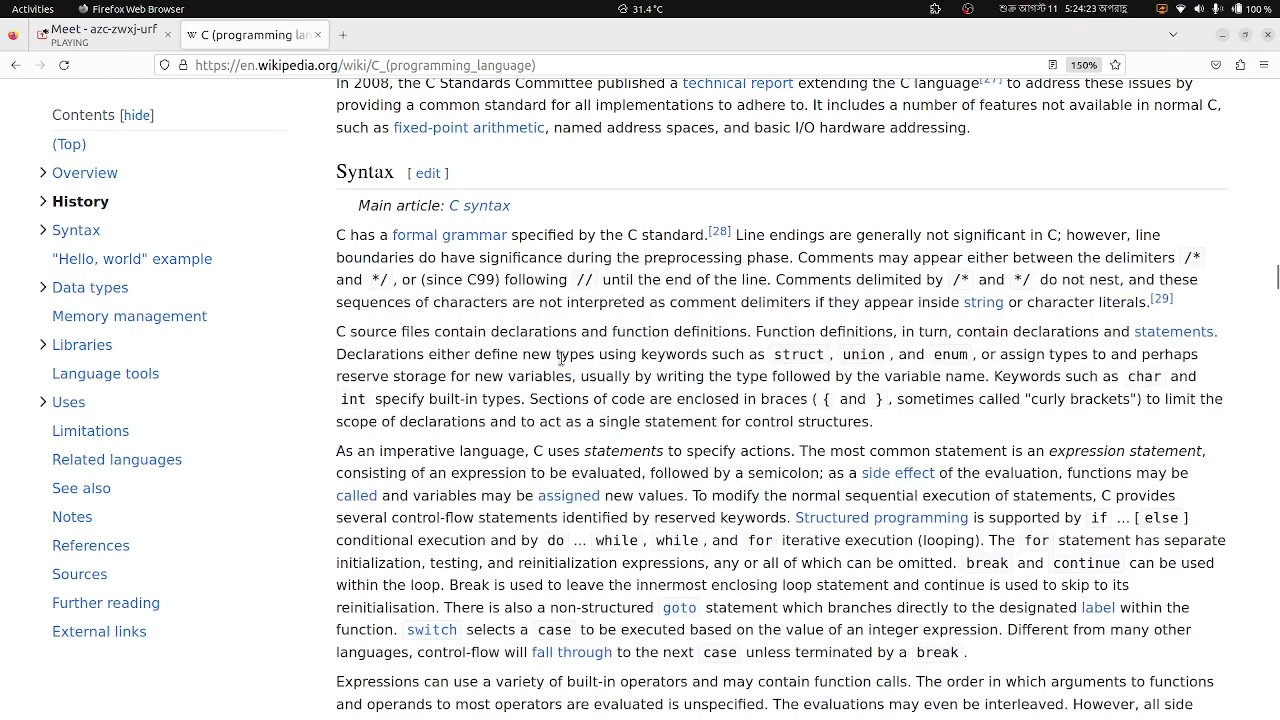 Activities
Firefox Web Browser
31.4 °C
শুক্র আগস্ট 11 5:24:23 অপরাহ্ন
100 %
Meet - azc-zwxj-urf
PLAYING
C (programming lan
https://en.wikipedia.org/wiki/C_(programming_language)
150%
Contents [hide]
(Top)
Overview
History
Syntax
"Hello, world" example
Data types
Memory management
Libraries
Language tools
Uses
Limitations
Related languages
See also
Notes
References
Sources
Further reading
External links
In 2008, the C Standards Committee published a technical report extending the C language[27] to address these issues by
providing a common standard for all implementations to adhere to. It includes a number of features not available in normal C,
such as fixed-point arithmetic, named address spaces, and basic I/O hardware addressing.
Syntax [ edit ]
Main article: C syntax
C has a formal grammar specified by the C standard.[28] Line endings are generally not significant in C; however, line
boundaries do have significance during the preprocessing phase. Comments may appear either between the delimiters /*
and */, or (since C99) following // until the end of the line. Comments delimited by /* and */ do not nest, and these
sequences of characters are not interpreted as comment delimiters if they appear inside string or character literals.[29]
C source files contain declarations and function definitions. Function definitions, in turn, contain declarations and statements.
Declarations either define new types using keywords such as struct, union, and enum, or assign types to and perhaps
reserve storage for new variables, usually by writing the type followed by the variable name. Keywords such as char and
int specify built-in types. Sections of code are enclosed in braces ( { and }, sometimes called "curly brackets") to limit the
scope of declarations and to act as a single statement for control structures.
As an imperative language, C uses statements to specify actions. The most common statement is an expression statement,
consisting of an expression to be evaluated, followed by a semicolon; as a side effect of the evaluation, functions may be
called and variables may be assigned new values. To modify the normal sequential execution of statements, C provides
several control-flow statements identified by reserved keywords. Structured programming is supported by if ... [ else ]
conditional execution and by do ... while, while, and for iterative execution (looping). The for statement has separate
initialization, testing, and reinitialization expressions, any or all of which can be omitted. break and continue can be used
within the loop. Break is used to leave the innermost enclosing loop statement and continue is used to skip to its
reinitialisation. There is also a non-structured goto statement which branches directly to the designated label within the
function. switch selects a case to be executed based on the value of an integer expression. Different from many other
languages, control-flow will fall through to the next case unless terminated by a break.
Expressions can use a variety of built-in operators and may contain function calls. The order in which arguments to functions
and operands to most operators are evaluated is unspecified. The evaluations may even be interleaved. However, all side